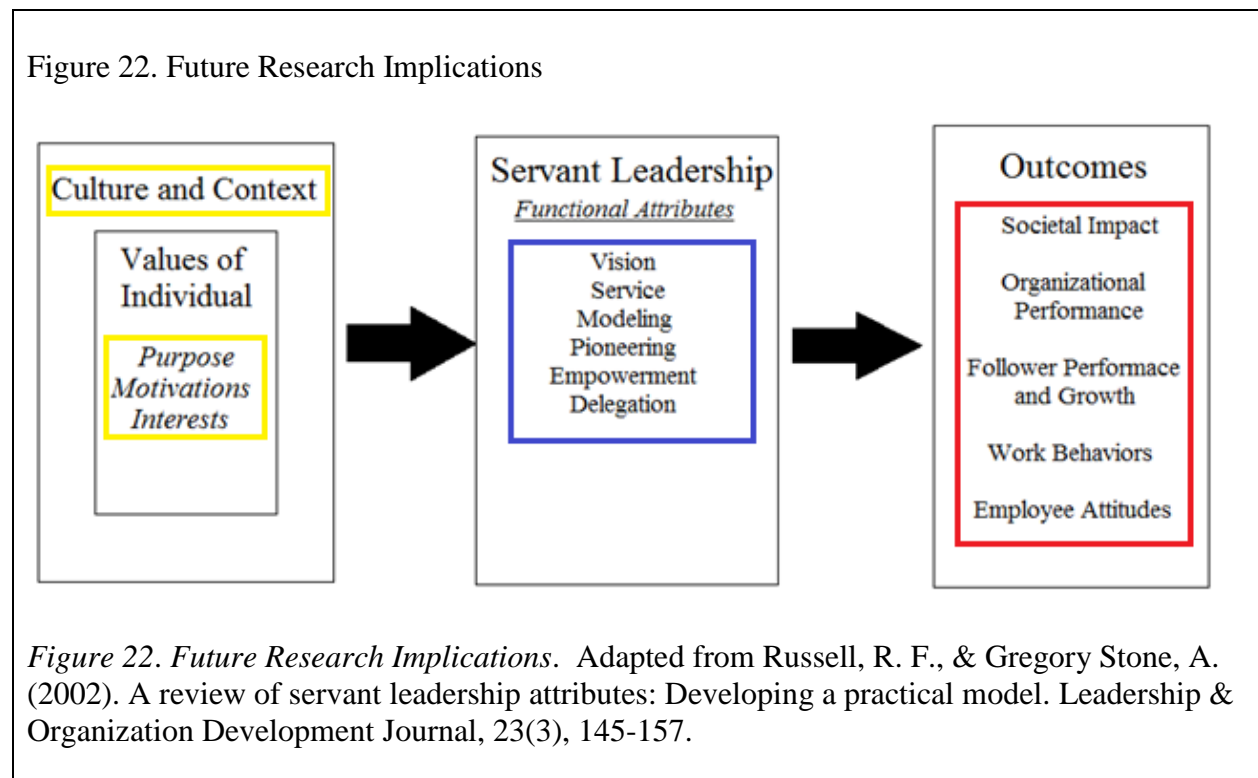 Figure 22. Future Research Implications
Culture and Context
Values of
Individual
Purpose
Motivations
Interests
Servant Leadership
Functional Attributes
Vision
Service
Modeling
Pioneering
Empowerment
Delegation
Outcomes
Societal Impact
Organizational
Performance
Follower Performace
and Growth
Work Behaviors
Employee Attitudes
Figure 22. Future Research Implications.  Adapted from Russell, R. F., & Gregory Stone, A.
(2002). A review of servant leadership attributes: Developing a practical model. Leadership &
Organization Development Journal, 23(3), 145-157.